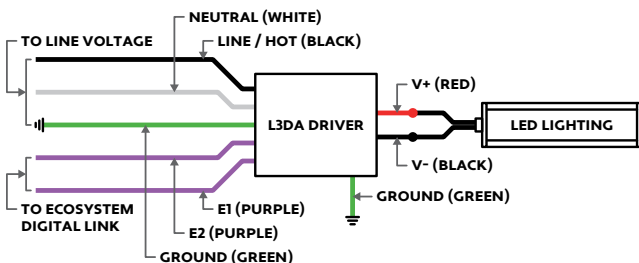 NEUTRAL (WHITE)
TO LINE VOLTAGE
LINE / HOT (BLACK)
V+ (RED)
L3DA DRIVER
LED LIGHTING
V- (BLACK)
GROUND (GREEN)
TO ECOSYSTEM
DIGITAL LINK
E1 (PURPLE)
E2 (PURPLE)
GROUND (GREEN)